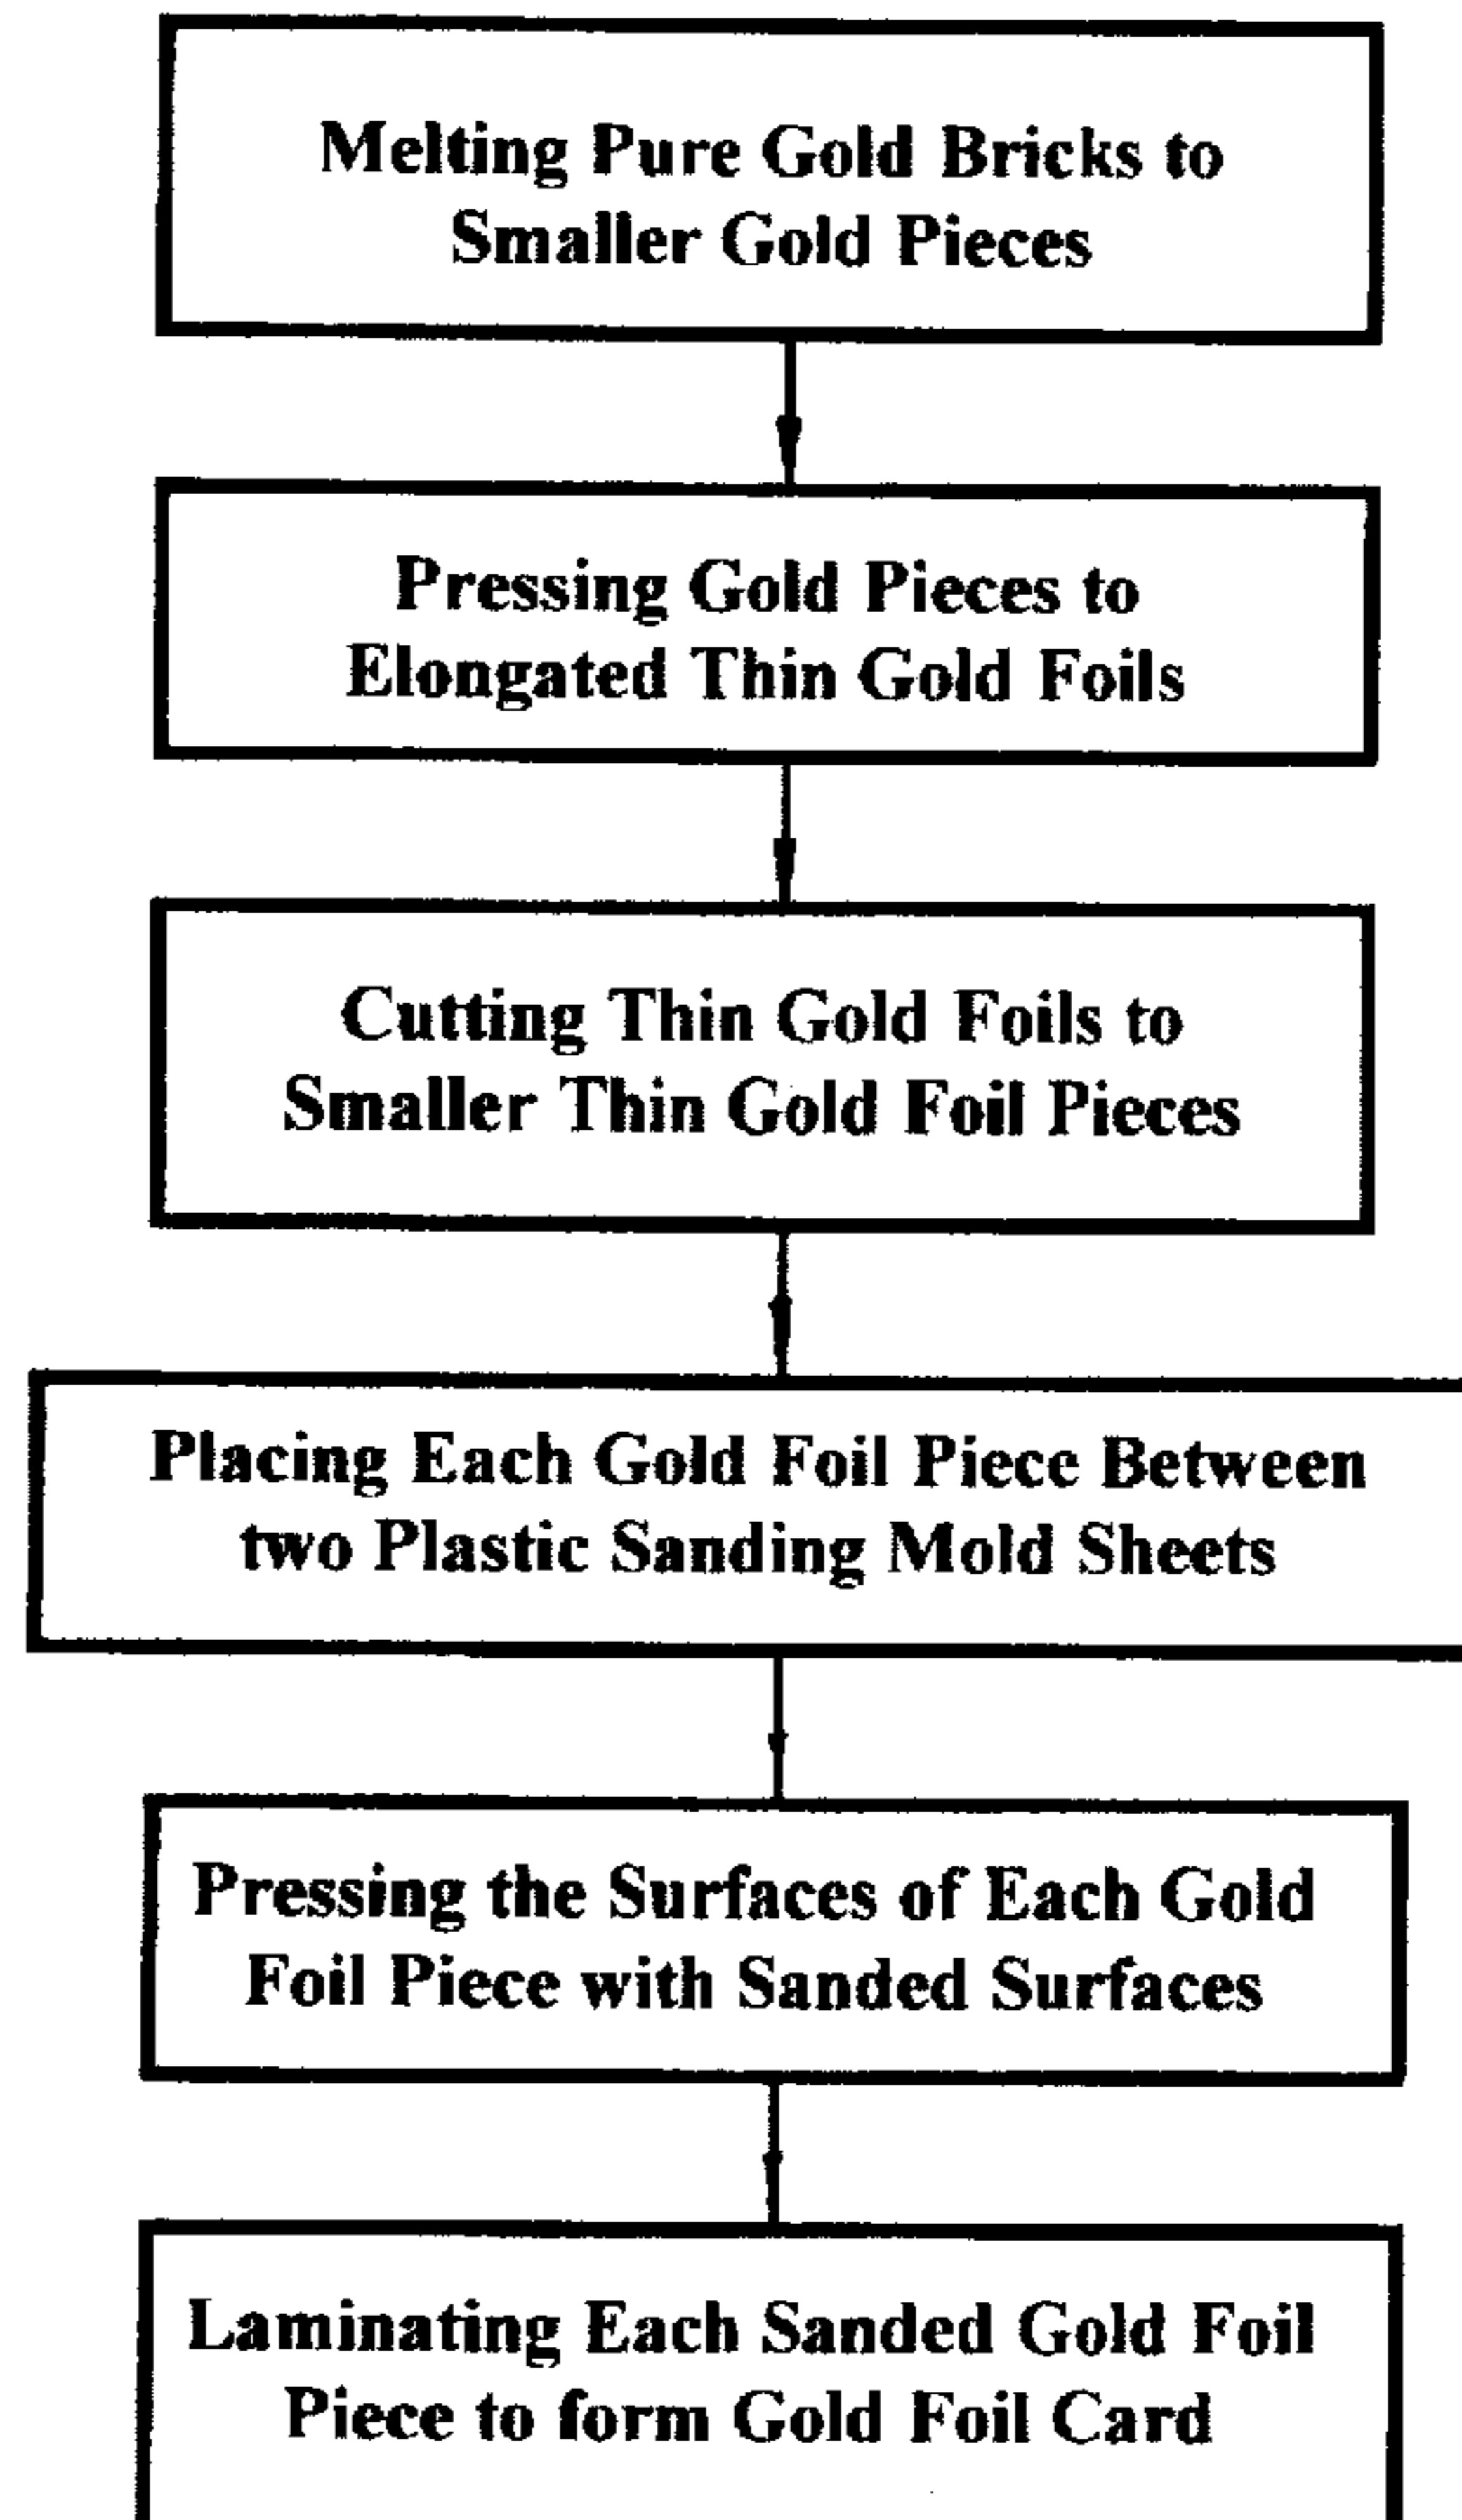 Melting Pure Gold Bricks to
Smaller Gold Pieces
Pressing Gold Pieces to
Elongated Thin Gold Foils
Cutting Thin Gold Foils to
Smaller Thin Gold Foil Pieces
Placing Each Gold Foil Piece Between
two Plastic Sanding Mold Sheets
Pressing the Surfaces of Each Gold
Foil Piece with Sanded Surfaces
Laminating Each Sanded Gold Foil
Piece to form Gold Foil Card